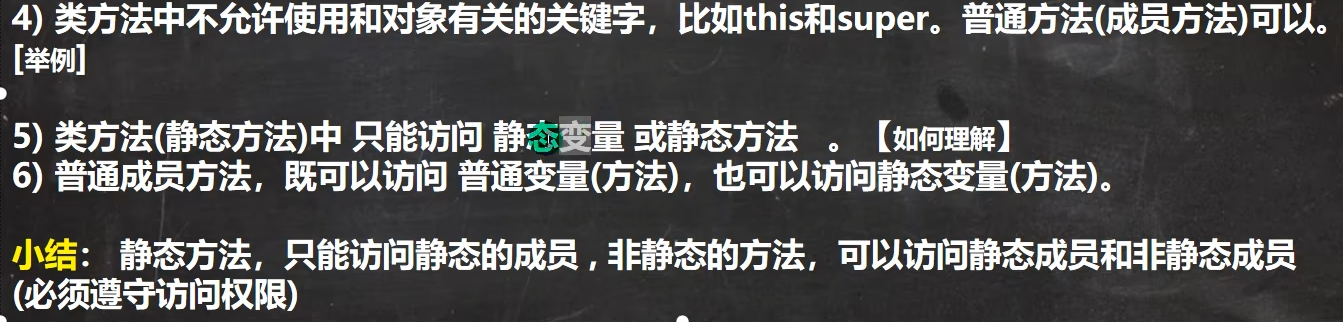 4) 类方法中不允许使用和对象有关的关键字，比如this和super。普通方法(成员方法)可以。
[举例]
5) 类方法(静态方法)中 只能访问 静态变量 或静态方法 。【如何理解】
6) 普通成员方法，既可以访问 普通变量(方法)，也可以访问静态变量(方法)。
小结： 静态方法，只能访问静态的成员 , 非静态的方法，可以访问静态成员和非静态成员
(必须遵守访问权限)